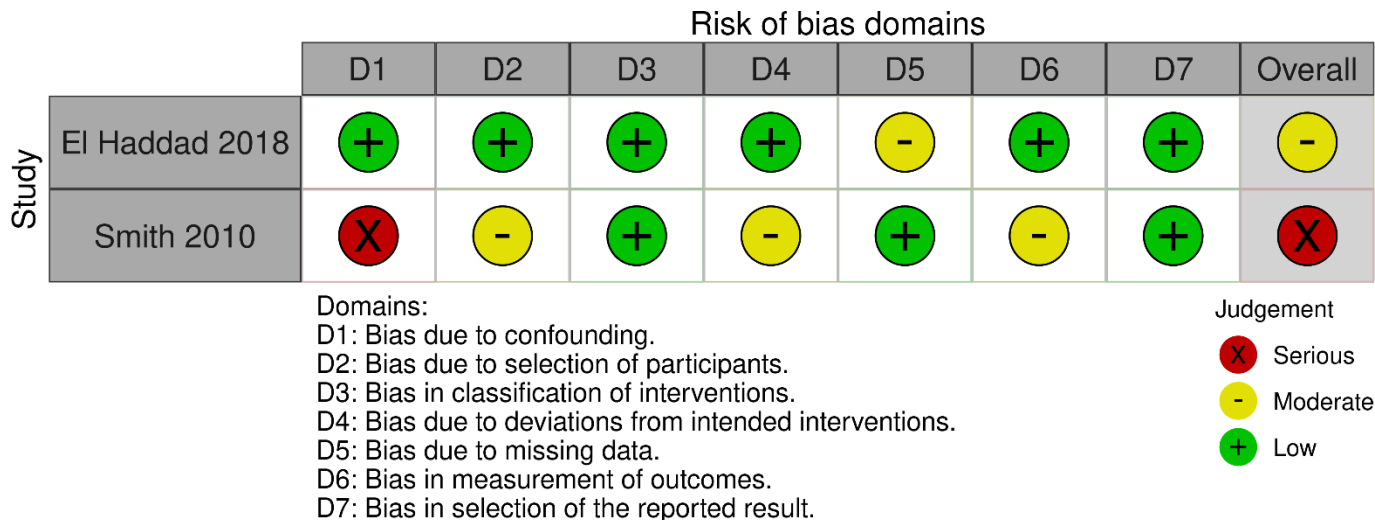 Risk of bias domains
D1 D2 D3 D4 D5 D6 D7 Overall
Study
El Haddad 2018 + + + + - + + -
Smith 2010 X - + - + - + X
Domains:
D1: Bias due to confounding.
D2: Bias due to selection of participants.
D3: Bias in classification of interventions.
D4: Bias due to deviations from intended interventions.
D5: Bias due to missing data.
D6: Bias in measurement of outcomes.
D7: Bias in selection of the reported result.
Judgement
X Serious
- Moderate
+ Low